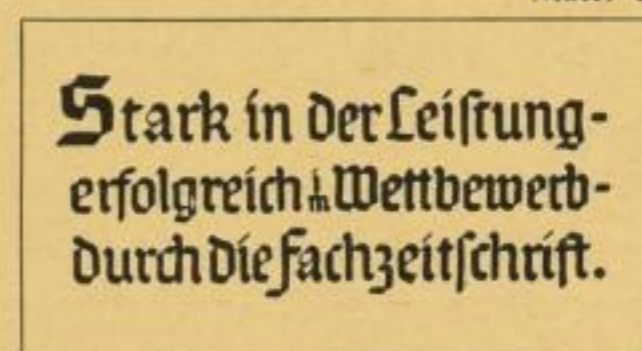 Stark in der Leiſtung-
erfolgreich im Wettbewerb-
durch die Fachzeitſchrift.